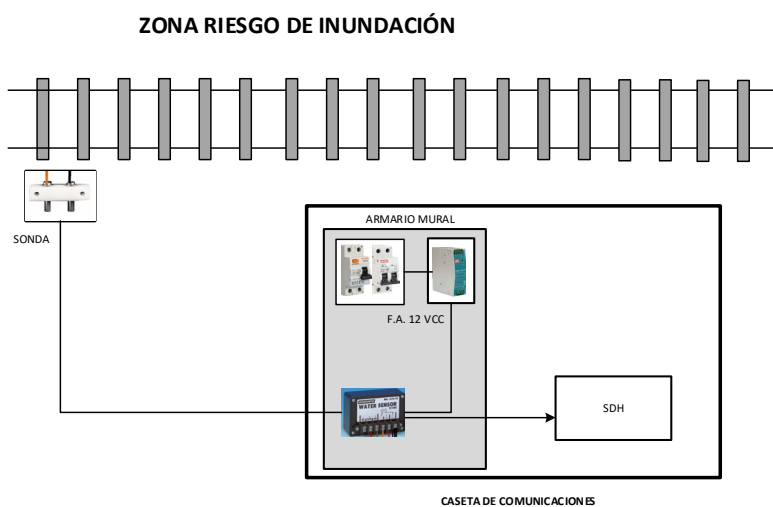 ZONA RIESGO DE INUNDACIÓN
SONDA
ARMARIO MURAL
F.A. 12 VCC
WATER SENSOR
SDH
CASETA DE COMUNICACIONES